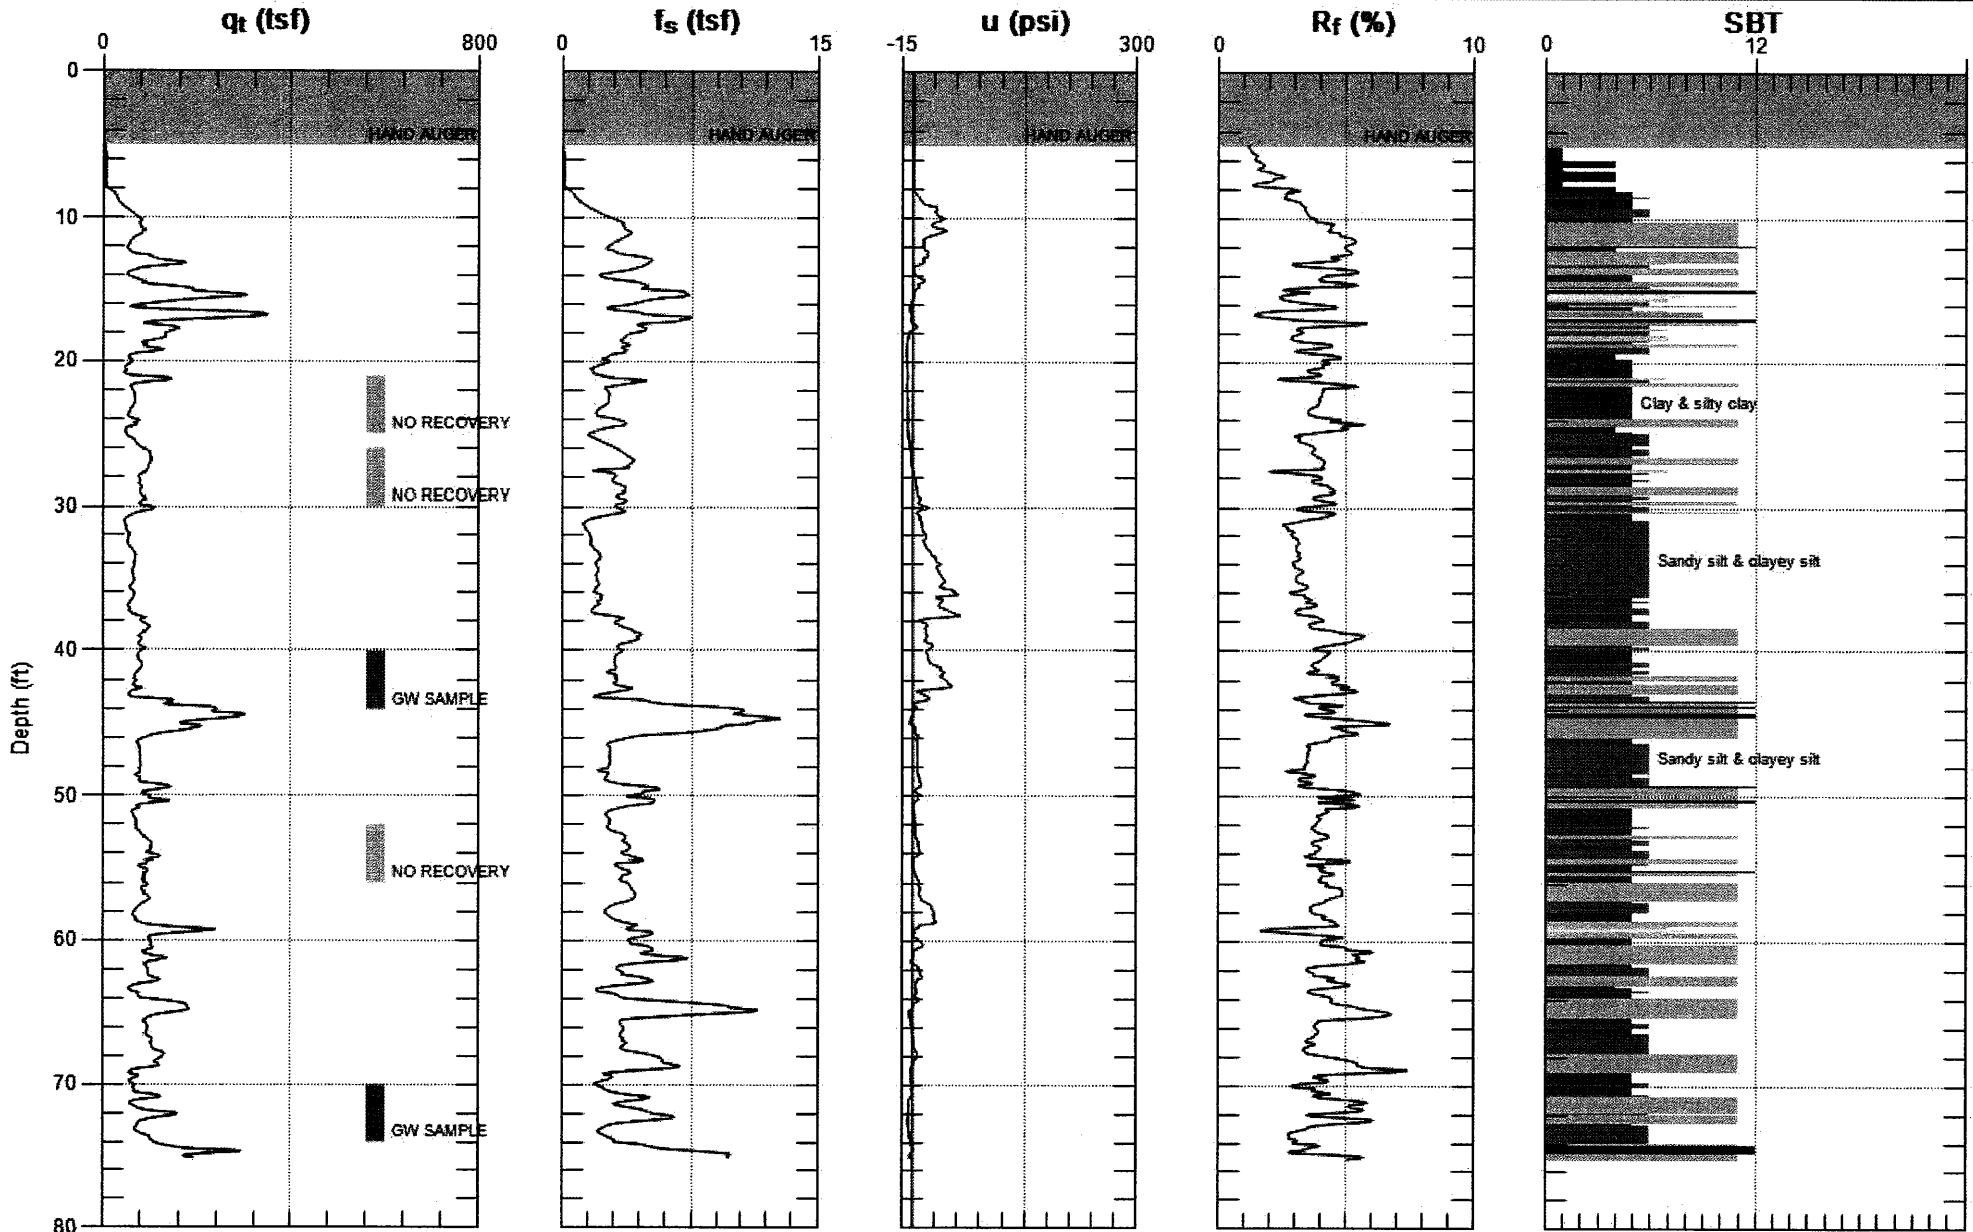 qt (tsf)
0 800
fs (tsf)
0 15
u (psi)
-15 300
Rf (%)
0 10
SBT
0 12
Depth (ft)
0
10
20
30
40
50
60
70
80
HAND AUGER
HAND AUGER
HAND AUGER
HAND AUGER
NO RECOVERY
NO RECOVERY
GW SAMPLE
NO RECOVERY
GW SAMPLE
Clay & silty clay
Sandy silt & clayey silt
Sandy silt & clayey silt